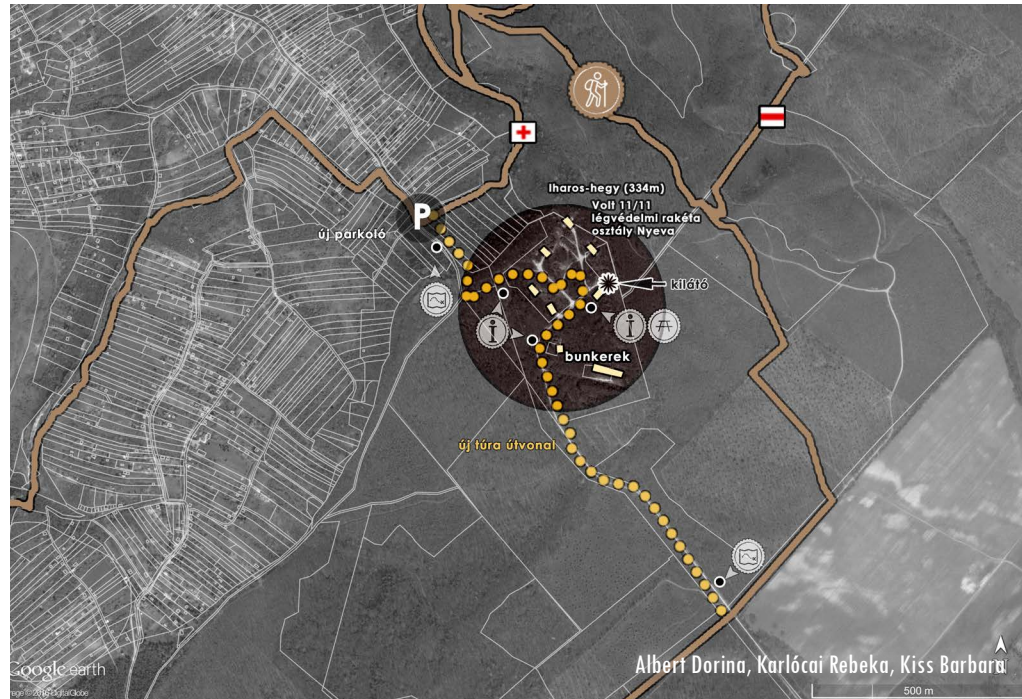 Iharos-hegy (334m)
Volt 11/11
légvédelmi rakéta
osztály Nyeva
P
új parkoló
kilátó
bunkerek
új túra útvonal
Google earth
Albert Dorina, Karlócai Rebeka, Kiss Barbara
500 m